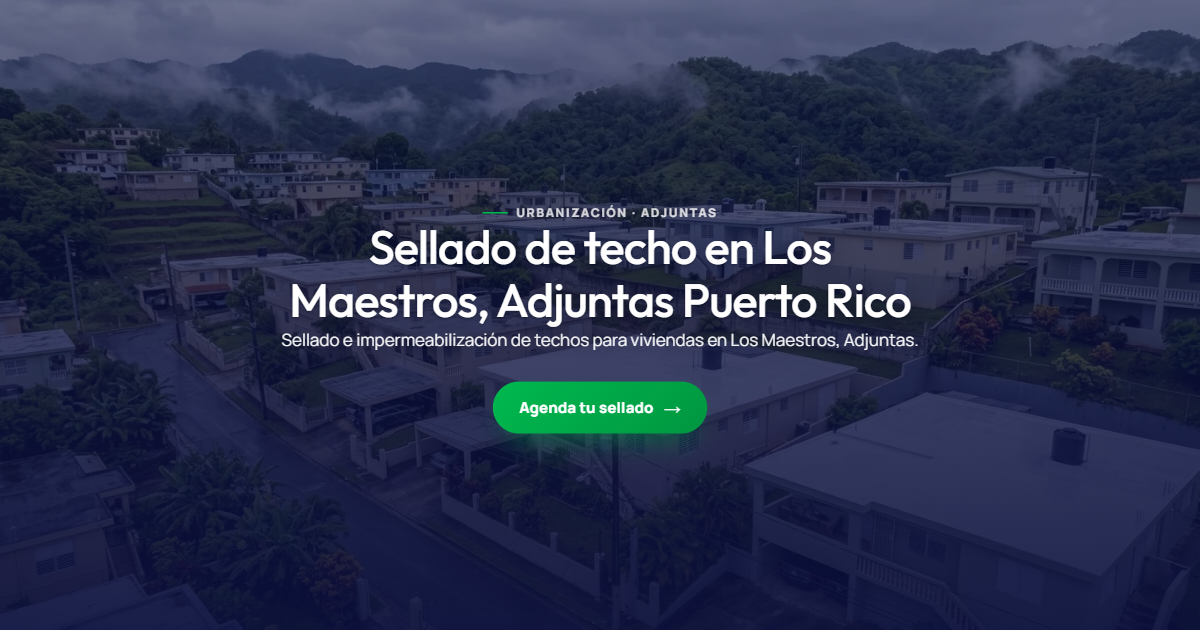 URBANIZACIÓN · ADJUNTAS
Sellado de techo en Los
Maestros, Adjuntas Puerto Rico
Sellado e impermeabilización de techos para viviendas en Los Maestros, Adjuntas.
Agenda tu sellado →